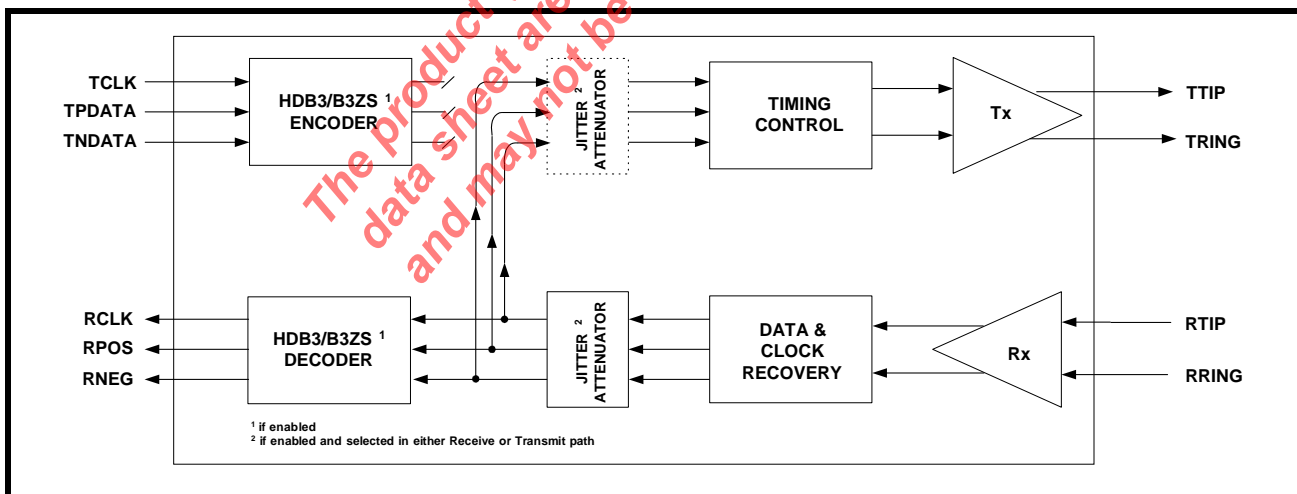 TCLK
TPDATA
TNDATA
HDB3/B3ZS 1
ENCODER
JITTER 2
ATTENUATOR
TIMING
CONTROL
Tx
TTIP
TRING
RCLK
RPOS
RNEG
HDB3/B3ZS 1
DECODER
JITTER 2
ATTENUATOR
DATA &
CLOCK
RECOVERY
Rx
RTIP
RRING
1 if enabled
2 if enabled and selected in either Receive or Transmit path
The product
data sheet are
and may not be